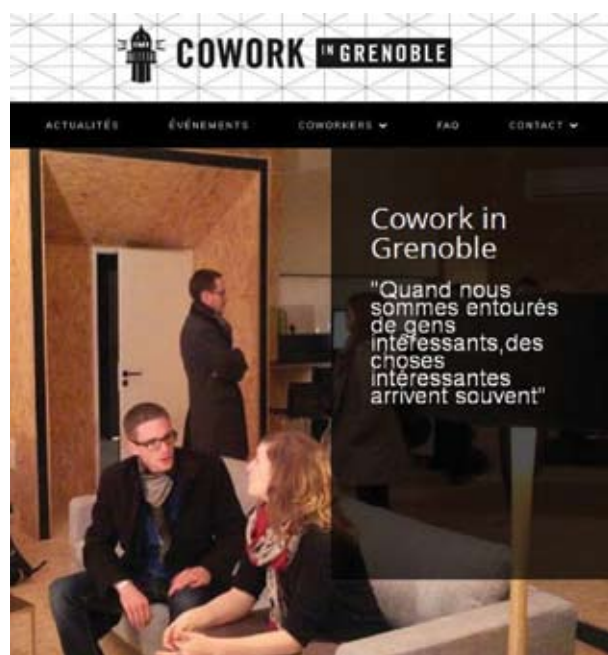 COWORK IN GRENOBLE
ACTUALITÉS ÉVÉNEMENTS COWORKERS FAQ CONTACT
Cowork in
Grenoble
"Quand nous
sommes entourés
de gens
intéressants,des
choses
intéressantes
arrivent souvent"